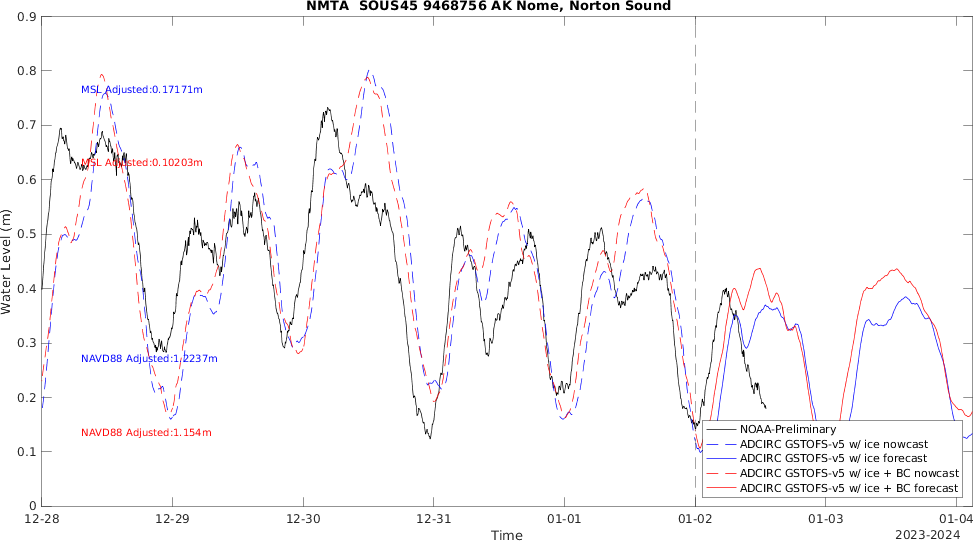 NMTA SOUS45 9468756 AK Nome, Norton Sound
0.9
0.8
0.7
0.6
0.5
0.4
0.3
0.2
0.1
0
Water Level (m)
MSL Adjusted:0.17171m
MSL Adjusted:0.10203m
NAVD88 Adjusted:1.2237m
NAVD88 Adjusted:1.154m
NOAA-Preliminary
ADCIRC GSTOFS-v5 w/ ice nowcast
ADCIRC GSTOFS-v5 w/ ice forecast
ADCIRC GSTOFS-v5 w/ ice + BC nowcast
ADCIRC GSTOFS-v5 w/ ice + BC forecast
12-28 12-29 12-30 12-31 01-01 01-02 01-03 01-04
Time
2023-2024